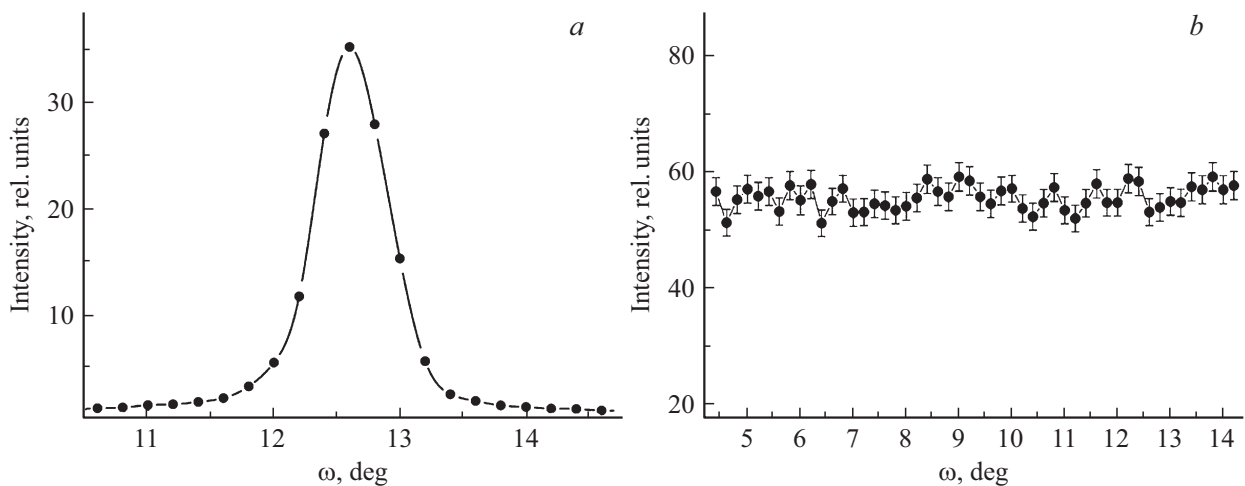 a
Intensity, rel. units
30
20
10
11 12 13 14
ω, deg
b
Intensity, rel. units
80
60
40
20
5 6 7 8 9 10 11 12 13 14
ω, deg